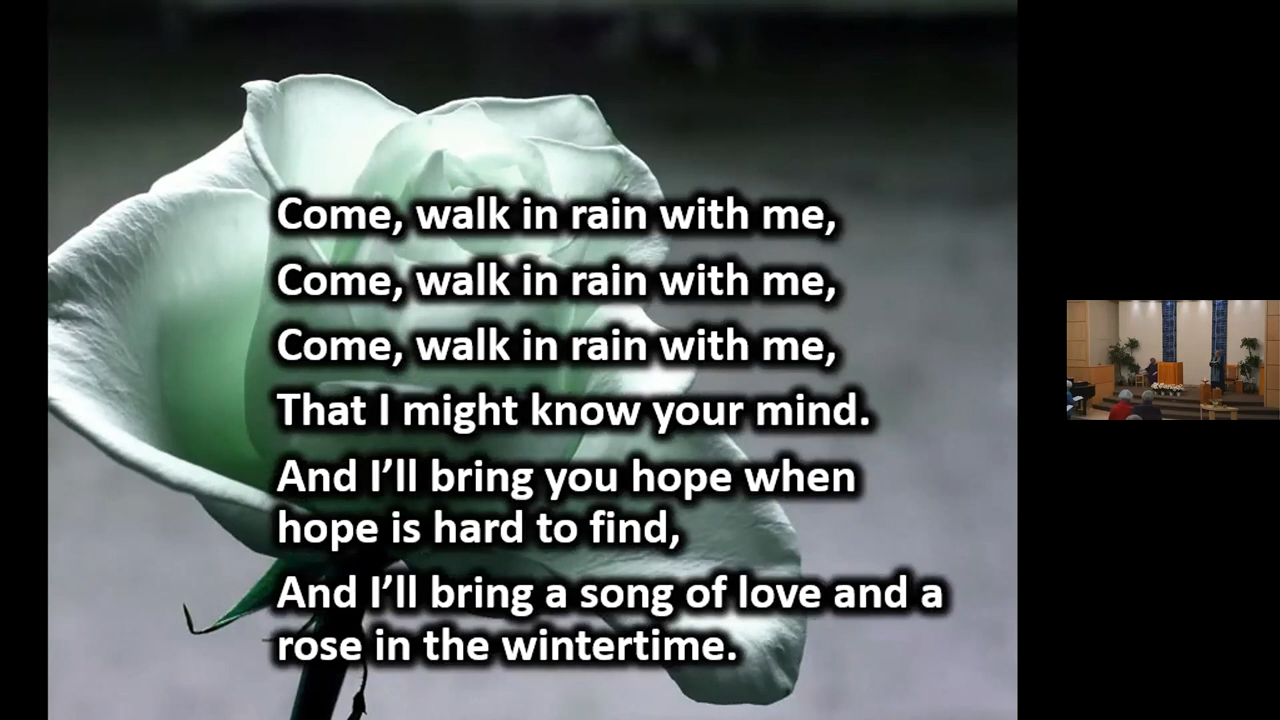 Come, walk in rain with me,
Come, walk in rain with me,
Come, walk in rain with me,
That I might know your mind.
And I’ll bring you hope when
hope is hard to find,
And I’ll bring a song of love and a
rose in the wintertime.